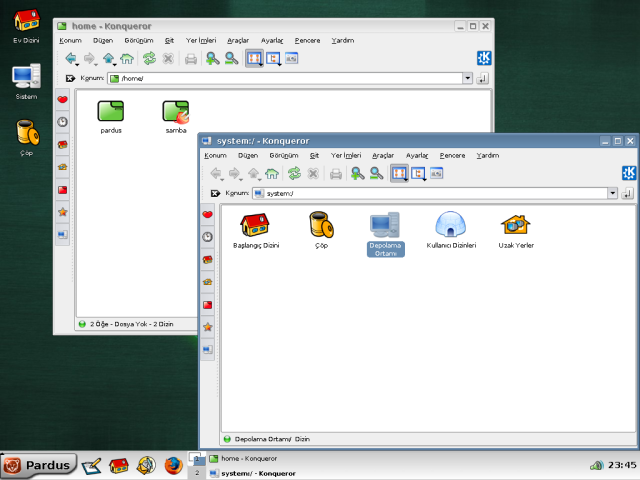 Ev Dizini
Sistem
Çöp
home - Konqueror
Konum Düzen Görünüm Git Yer İmleri Araçlar Ayarlar Pencere Yardım
Konum: /home/
pardus
samba
2 Öğe - Dosya Yok - 2 Dizin
system:/ - Konqueror
Konum Düzen Görünüm Git Yer İmleri Araçlar Ayarlar Pencere Yardım
Konum: system:/
Başlangıç Dizini
Çöp
Depolama
Ortamı
Kullanıcı Dizinleri
Uzak Yerler
Depolama Ortamı/ Dizin
Pardus
1
2
home - Konqueror
system:/ - Konqueror
23:45